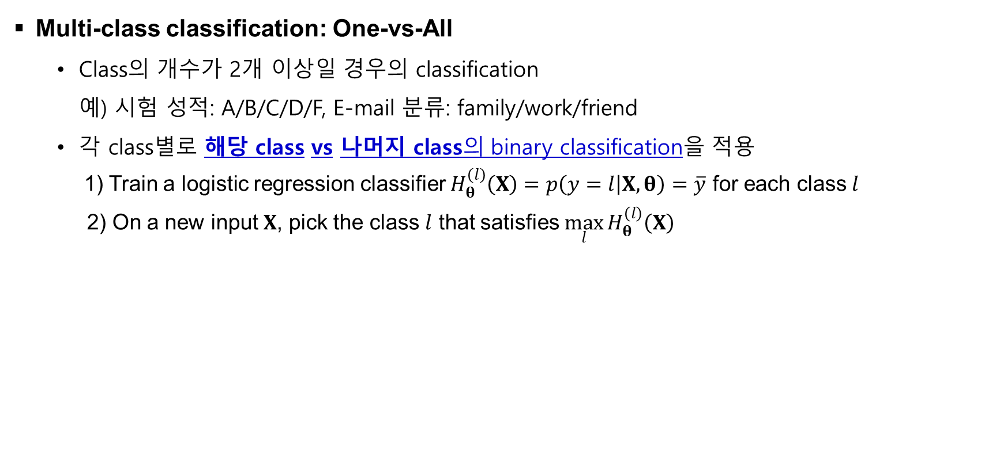 ▪ Multi-class classification: One-vs-All
• Class의 개수가 2개 이상일 경우의 classification
예) 시험 성적: A/B/C/D/F, E-mail 분류: family/work/friend
• 각 class별로 해당 class vs 나머지 class의 binary classification을 적용
1) Train a logistic regression classifier $H_{\boldsymbol{\theta}}^{(l)}(\mathbf{X}) = p(y = l|\mathbf{X}, \boldsymbol{\theta}) = \bar{y}$ for each class $l$
2) On a new input $\mathbf{X}$, pick the class $l$ that satisfies $\max_{l} H_{\boldsymbol{\theta}}^{(l)}(\mathbf{X})$